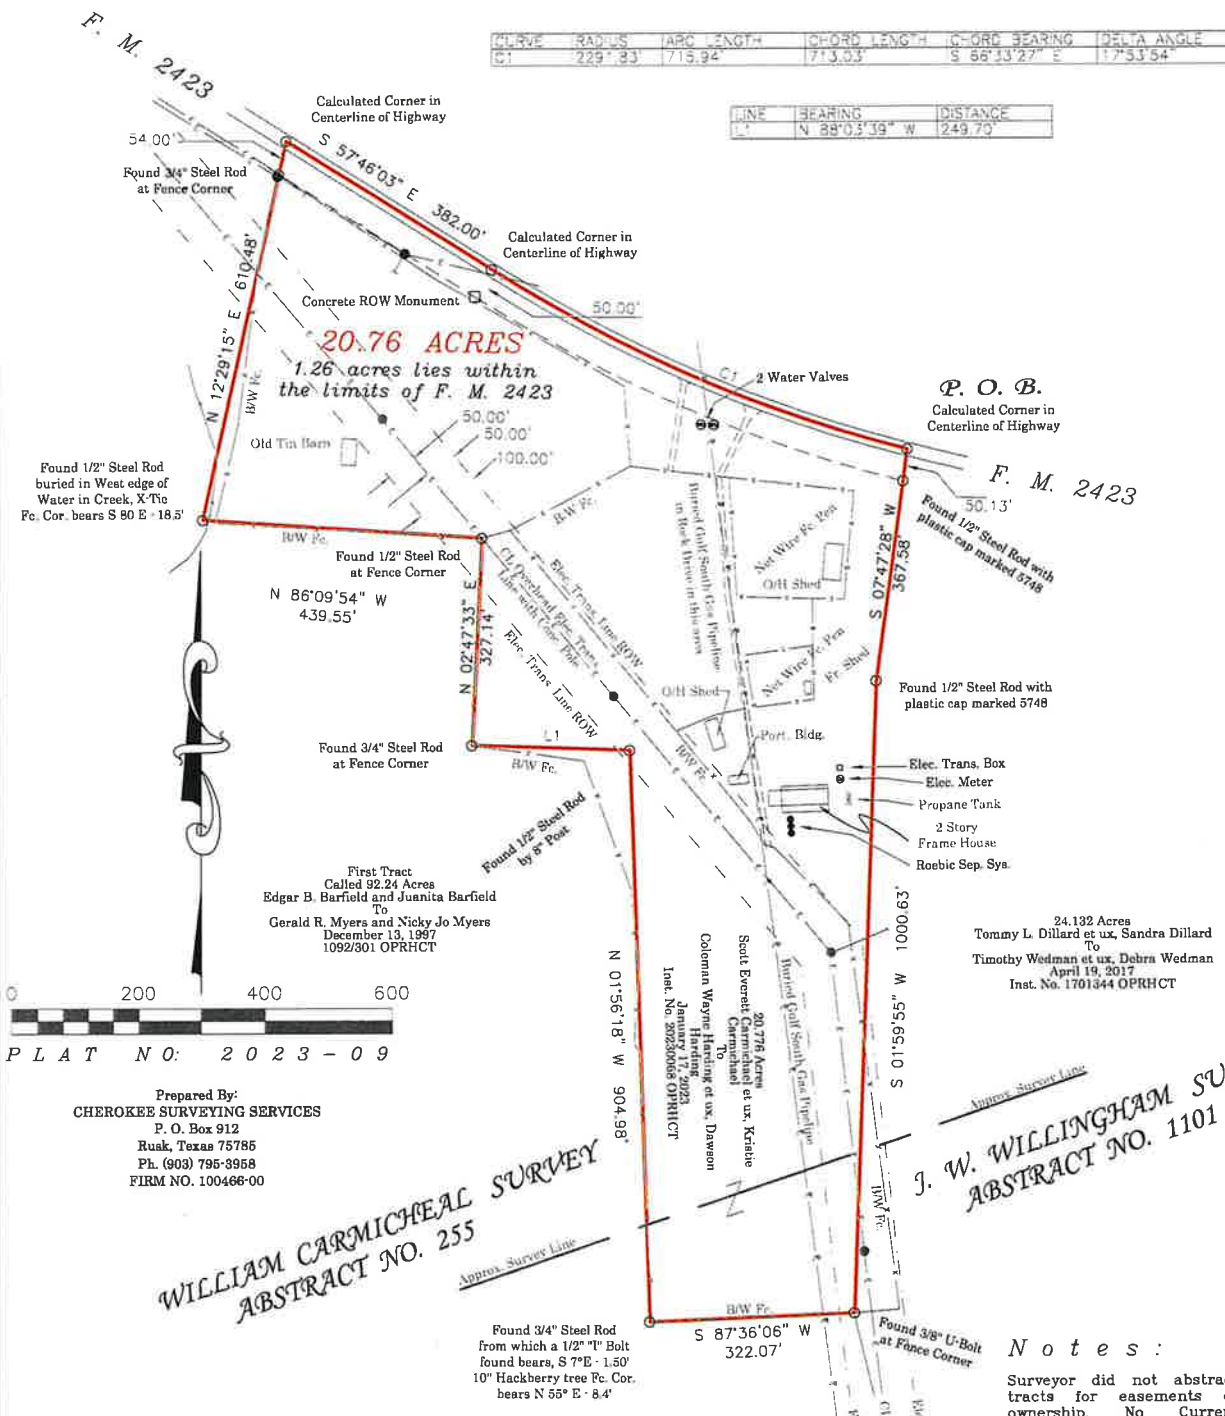 F. M. 2423
CURVE RADIUS ARC LENGTH CHORD LENGTH CHORD BEARING DELTA ANGLE
C1 2291.83' 715.94' 713.03' S 66°33'27" E 17°53'54"
LINE BEARING DISTANCE
L1 N 88°03'39" W 249.70'
Calculated Corner in
Centerline of Highway
54.00'
S 57°46'03" E 382.00'
Found 3/4" Steel Rod
at Fence Corner
Calculated Corner in
Centerline of Highway
Concrete ROW Monument
50.00'
N 12°29'15" E 610.48'
B/W Fc.
20.76 ACRES
1.26 acres lies within
the limits of F. M. 2423
C1
2 Water Valves
P. O. B.
Calculated Corner in
Centerline of Highway
F. M. 2423
50.13'
50.00'
50.00'
100.00'
Old Tin Barn
Found 1/2" Steel Rod
buried in West edge of
Water in Creek, X-Tie
Fc. Cor. bears S 80 E - 18.5'
B/W Fc.
B/W Fc.
Found 1/2" Steel Rod
at Fence Corner
N 86°09'54" W
439.55'
Found 1/2" Steel Rod with
plastic cap marked 5748
S 07°47'28" W
367.58'
Buried Gulf South Gas Pipeline
in Rock Drive in this area
Net Wire Fc. Pen
O/H Shed
Elec. Trans. Line ROW
CL Overhead Elec. Trans.
Line with Conc. Pole
Elec. Trans. Line ROW
N 02°47'33" E
327.14'
Net Wire Fc. Pen
Fr. Shed
O/H Shed
Found 1/2" Steel Rod with
plastic cap marked 5748
Port. Bldg.
B/W Fc.
Found 3/4" Steel Rod
at Fence Corner
L1
B/W Fc.
Elec. Trans. Box
Elec. Meter
Propane Tank
2 Story
Frame House
Roebic Sep. Sys.
Found 1/2" Steel Rod
by 8" Post
First Tract
Called 92.24 Acres
Edgar B. Barfield and Juanita Barfield
To
Gerald R. Myers and Nicky Jo Myers
December 13, 1997
1092/301 OPRHCT
24.132 Acres
Tommy L. Dillard et ux, Sandra Dillard
To
Timothy Wedman et ux, Debra Wedman
April 19, 2017
Inst. No. 1701344 OPRHCT
N 01°56'18" W 904.98'
20.776 Acres
Scott Everett Carmichael et ux, Kristie
Carmichael
To
Coleman Wayne Harding et ux, Dawson
Harding
January 17, 2023
Inst. No. 20230068 OPRHCT
Buried Gulf South Gas Pipeline
S 01°59'55" W 1000.63'
0 200 400 600
PLAT NO: 2023-09
Prepared By:
CHEROKEE SURVEYING SERVICES
P. O. Box 912
Rusk, Texas 75785
Ph. (903) 795-3958
FIRM NO. 100466-00
WILLIAM CARMICHEAL SURVEY
ABSTRACT NO. 255
Approx. Survey Line
Approx. Survey Line
J. W. WILLINGHAM SU
ABSTRACT NO. 1101
Z
B/W Fc.
B/W Fc.
S 87°36'06" W
322.07'
Found 3/4" Steel Rod
from which a 1/2" "T" Bolt
found bears, S 7°E - 1.50'
10" Hackberry tree Fc. Cor.
bears N 55° E - 8.4'
Found 3/8" U-Bolt
at Fence Corner
Notes:
Surveyor did not abstra
tracts for easements
ownership. No Curre
CL